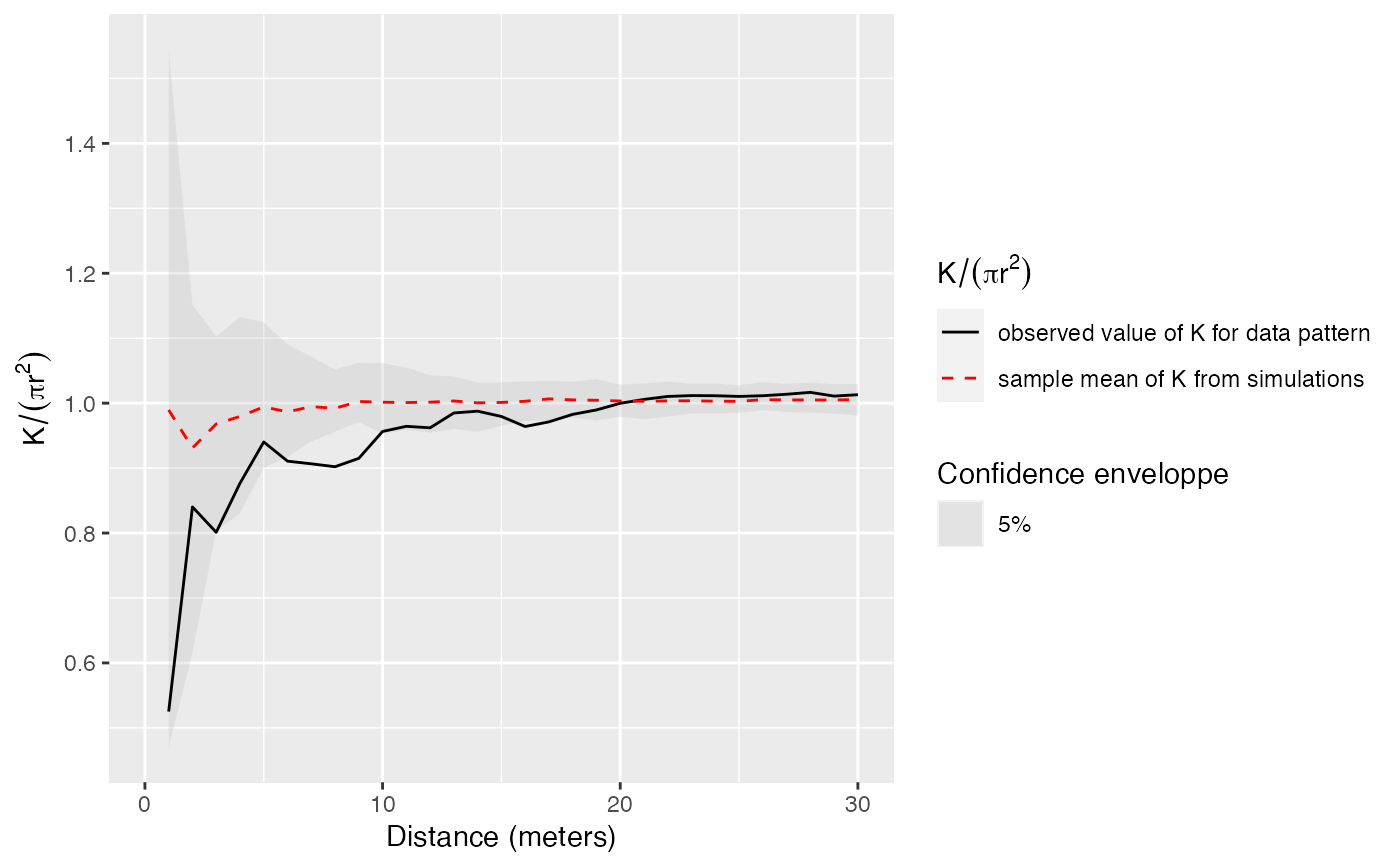 K/(πr²)
1.4
1.2
1.0
0.8
0.6
0
10
20
30
Distance (meters)
K/(πr²)
observed value of K for data pattern
sample mean of K from simulations
Confidence enveloppe
5%